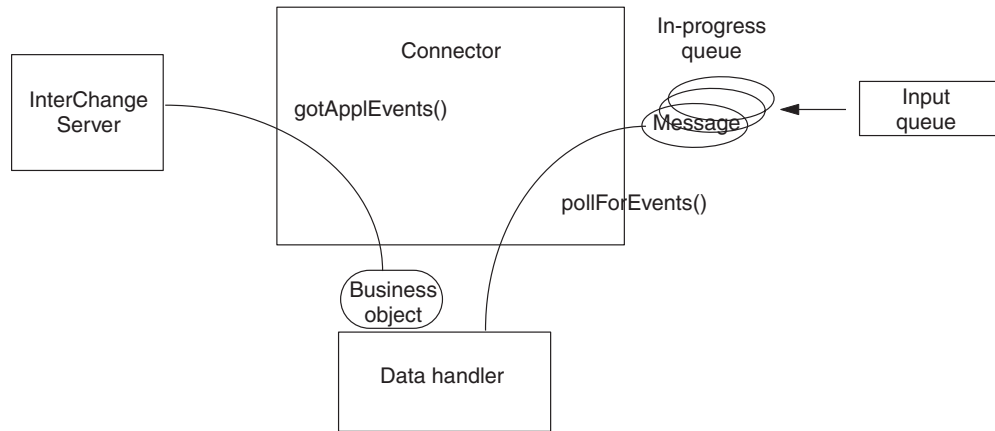 In-progress
queue
Connector
InterChange
Server
gotApplEvents()
Message
Input
queue
pollForEvents()
Business
object
Data handler